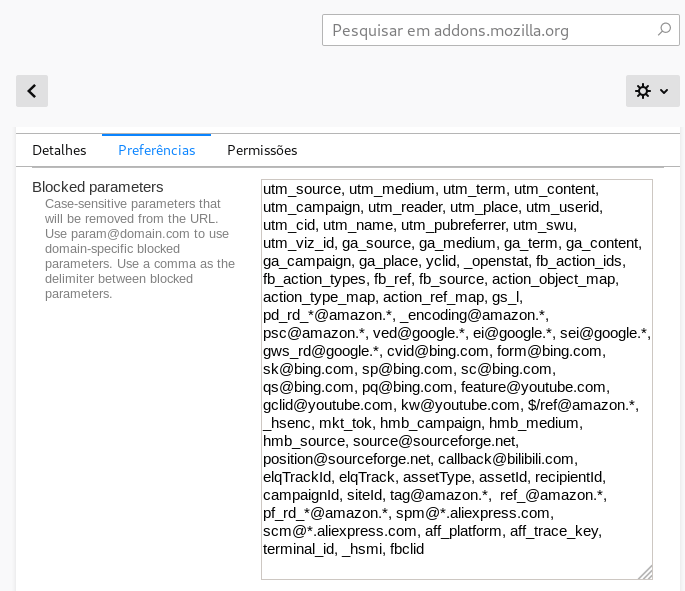 Pesquisar em addons.mozilla.org
Detalhes
Preferências
Permissões
Blocked parameters
Case-sensitive parameters that
will be removed from the URL.
Use param@domain.com to use
domain-specific blocked
parameters. Use a comma as the
delimiter between blocked
parameters.
utm_source, utm_medium, utm_term, utm_content,
utm_campaign, utm_reader, utm_place, utm_userid,
utm_cid, utm_name, utm_pubreferrer, utm_swu,
utm_viz_id, ga_source, ga_medium, ga_term, ga_content,
ga_campaign, ga_place, yclid, _openstat, fb_action_ids,
fb_action_types, fb_ref, fb_source, action_object_map,
action_type_map, action_ref_map, gs_l,
pd_rd_*@amazon.*, _encoding@amazon.*,
psc@amazon.*, ved@google.*, ei@google.*, sei@google.*,
gws_rd@google.*, cvid@bing.com, form@bing.com,
sk@bing.com, sp@bing.com, sc@bing.com,
qs@bing.com, pq@bing.com, feature@youtube.com,
gclid@youtube.com, kw@youtube.com, $/ref@amazon.*,
_hsenc, mkt_tok, hmb_campaign, hmb_medium,
hmb_source, source@sourceforge.net,
position@sourceforge.net, callback@bilibili.com,
elqTrackId, elqTrack, assetType, assetId, recipientId,
campaignId, siteId, tag@amazon.*,  ref_@amazon.*,
pf_rd_*@amazon.*, spm@*.aliexpress.com,
scm@*.aliexpress.com, aff_platform, aff_trace_key,
terminal_id, _hsmi, fbclid